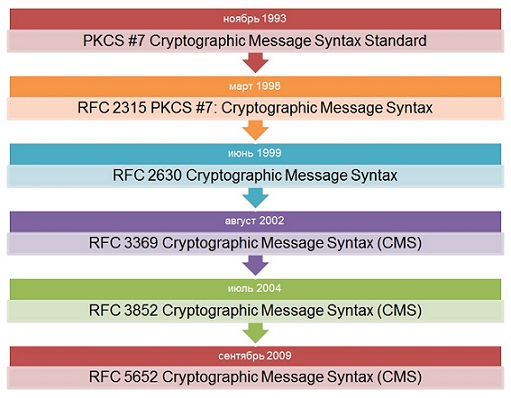 ноябрь 1993
PKCS #7 Cryptographic Message Syntax Standard
март 1998
RFC 2315 PKCS #7: Cryptographic Message Syntax
июнь 1999
RFC 2630 Cryptographic Message Syntax
август 2002
RFC 3369 Cryptographic Message Syntax (CMS)
июль 2004
RFC 3852 Cryptographic Message Syntax (CMS)
сентябрь 2009
RFC 5652 Cryptographic Message Syntax (CMS)